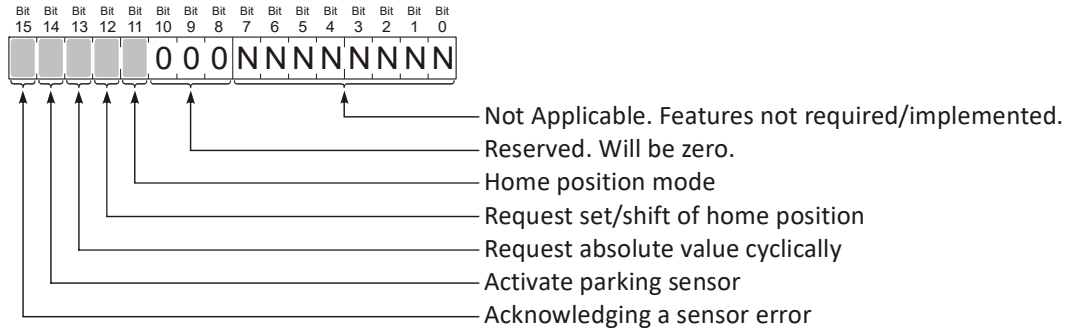 Bit Bit Bit Bit Bit Bit Bit Bit Bit Bit Bit Bit Bit Bit Bit Bit
15 14 13 12 11 10 9 8 7 6 5 4 3 2 1 0
0 0 0 N N N N N N N N
Not Applicable. Features not required/implemented.
Reserved. Will be zero.
Home position mode
Request set/shift of home position
Request absolute value cyclically
Activate parking sensor
Acknowledging a sensor error